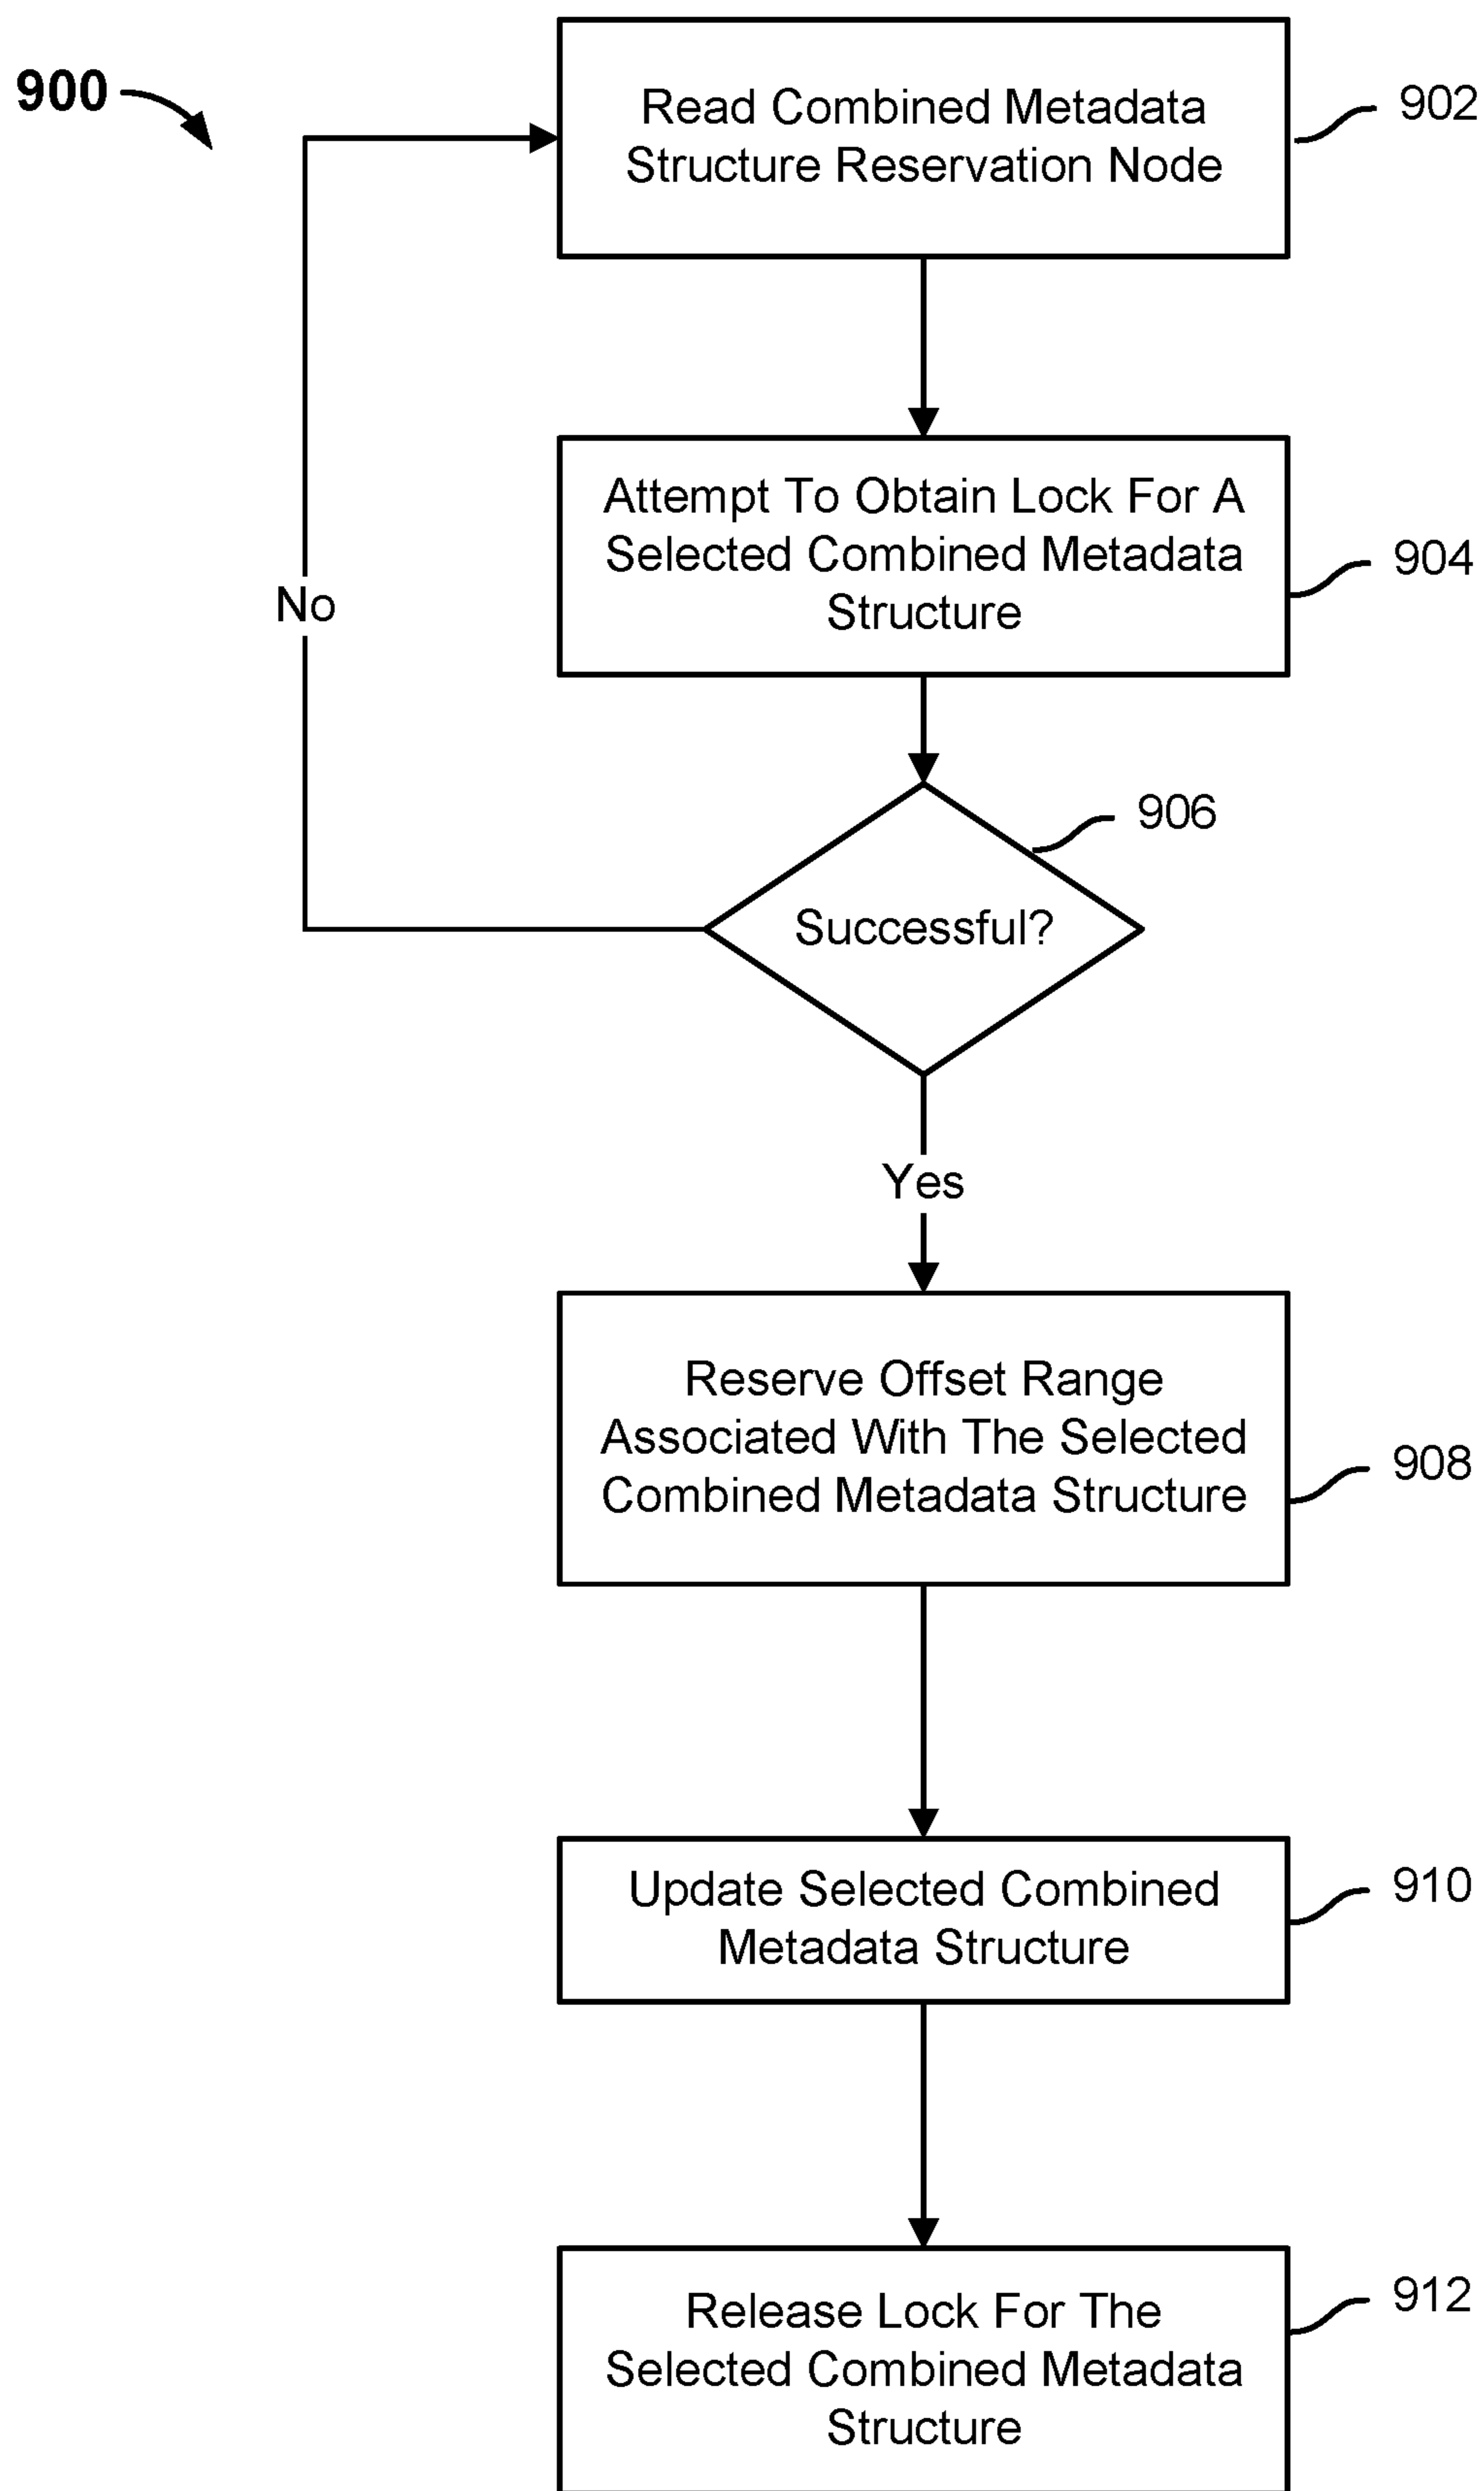 900
Read Combined Metadata
Structure Reservation Node
902
Attempt To Obtain Lock For A
Selected Combined Metadata
Structure
904
No
906
Successful?
Yes
Reserve Offset Range
Associated With The Selected
Combined Metadata Structure
908
Update Selected Combined
Metadata Structure
910
Release Lock For The
Selected Combined Metadata
Structure
912